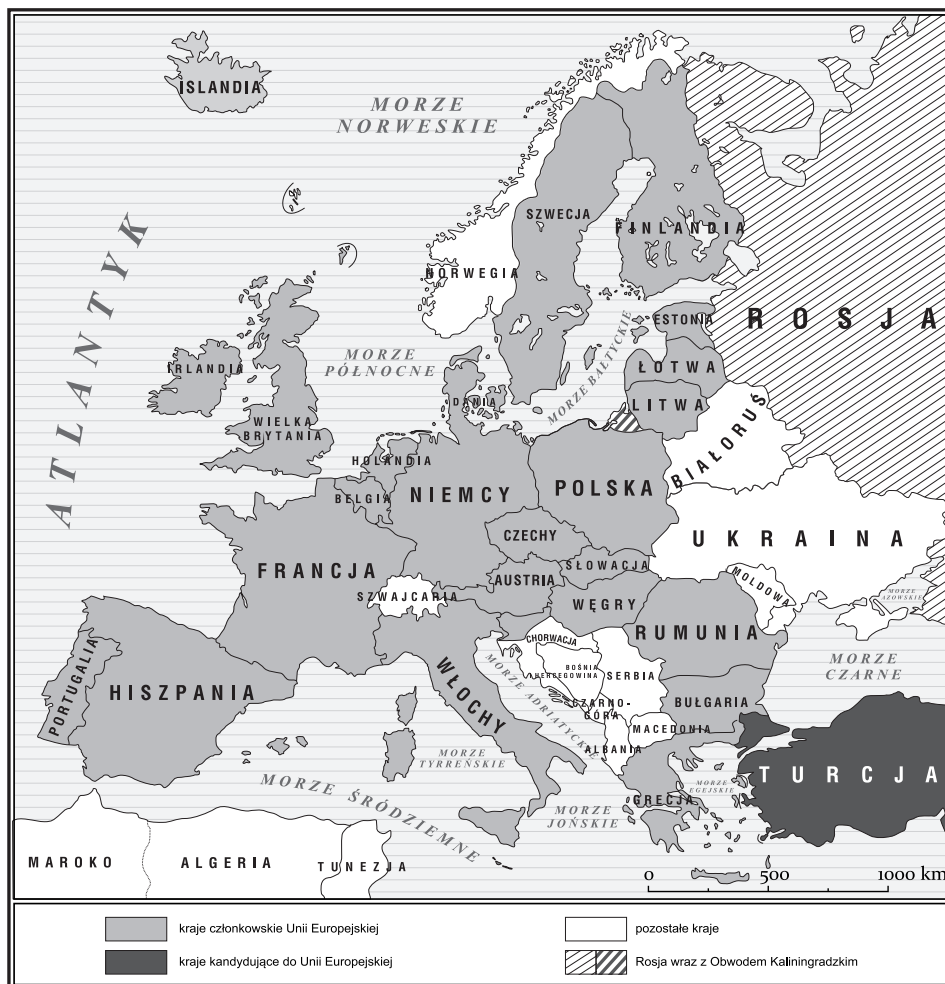 ISLANDIA
MORZE
NORWESKIE
ATLANTYK
SZWECJA
FINLANDIA
NORWEGIA
ROSJA
ESTONIA
MORZE
PÓŁNOCNE
MORZE BAŁTYCKIE
IRLANDIA
ŁOTWA
DANIA
LITWA
WIELKA
BRYTANIA
BIAŁORUŚ
HOLANDIA
NIEMCY
POLSKA
BELGIA
CZECHY
UKRAINA
FRANCJA
SŁOWACJA
AUSTRIA
MOLDOWA
SZWAJCARIA
WĘGRY
MORZE
AZOWSKIE
RUMUNIA
CHORWACJA
PORTUGALIA
HISZPANIA
WŁOCHY
BOŚNIA
I HERCEGOWINA
SERBIA
MORZE
CZARNE
MORZE ADRIATYCKIE
CZARNO-
GÓRA
BUŁGARIA
MACEDONIA
ALBANIA
MORZE
TYRREŃSKIE
TURCJA
MORZE
EGEJSKIE
GRECJA
MORZE ŚRÓDZIEMNE
MORZE
JOŃSKIE
MAROKO
ALGERIA
TUNEZJA
0 500 1000 km
kraje członkowskie Unii Europejskiej
pozostałe kraje
kraje kandydujące do Unii Europejskiej
Rosja wraz z Obwodem Kaliningradzkim